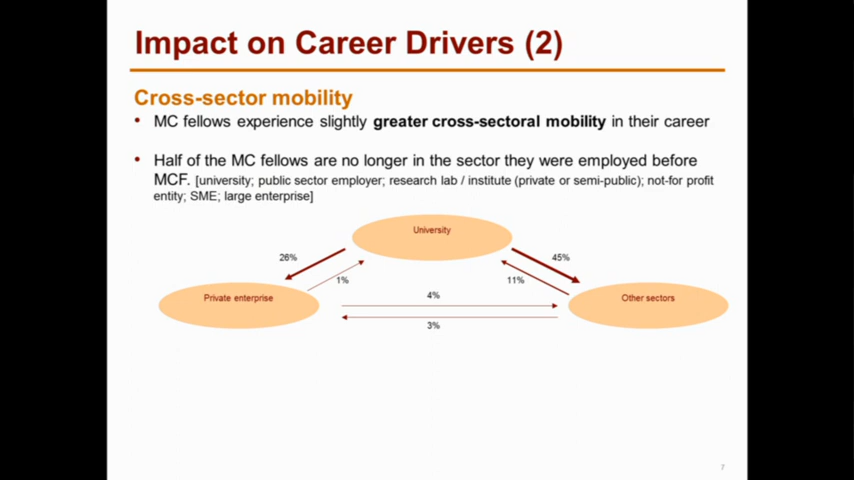 Impact on Career Drivers (2)
Cross-sector mobility
• MC fellows experience slightly greater cross-sectoral mobility in their career
• Half of the MC fellows are no longer in the sector they were employed before
MCF. [university; public sector employer; research lab / institute (private or semi-public); not-for profit
entity; SME; large enterprise]
University
26%
45%
1%
11%
Private enterprise
4%
Other sectors
3%
7